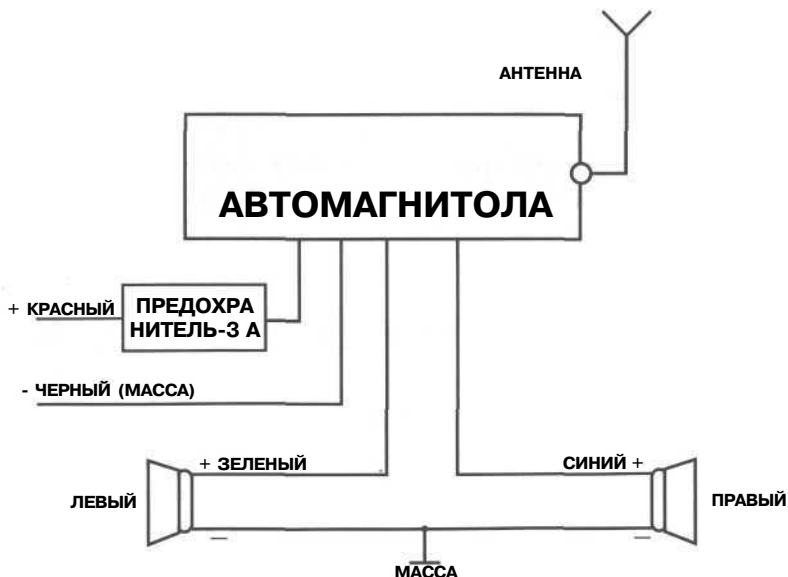 АНТЕННА
АВТОМАГНИТОЛА
+ КРАСНЫЙ
ПРЕДОХРА
НИТЕЛЬ-3 А
- ЧЕРНЫЙ (МАССА)
+ ЗЕЛЕНЫЙ
СИНИЙ +
ЛЕВЫЙ
ПРАВЫЙ
—
—
МАССА